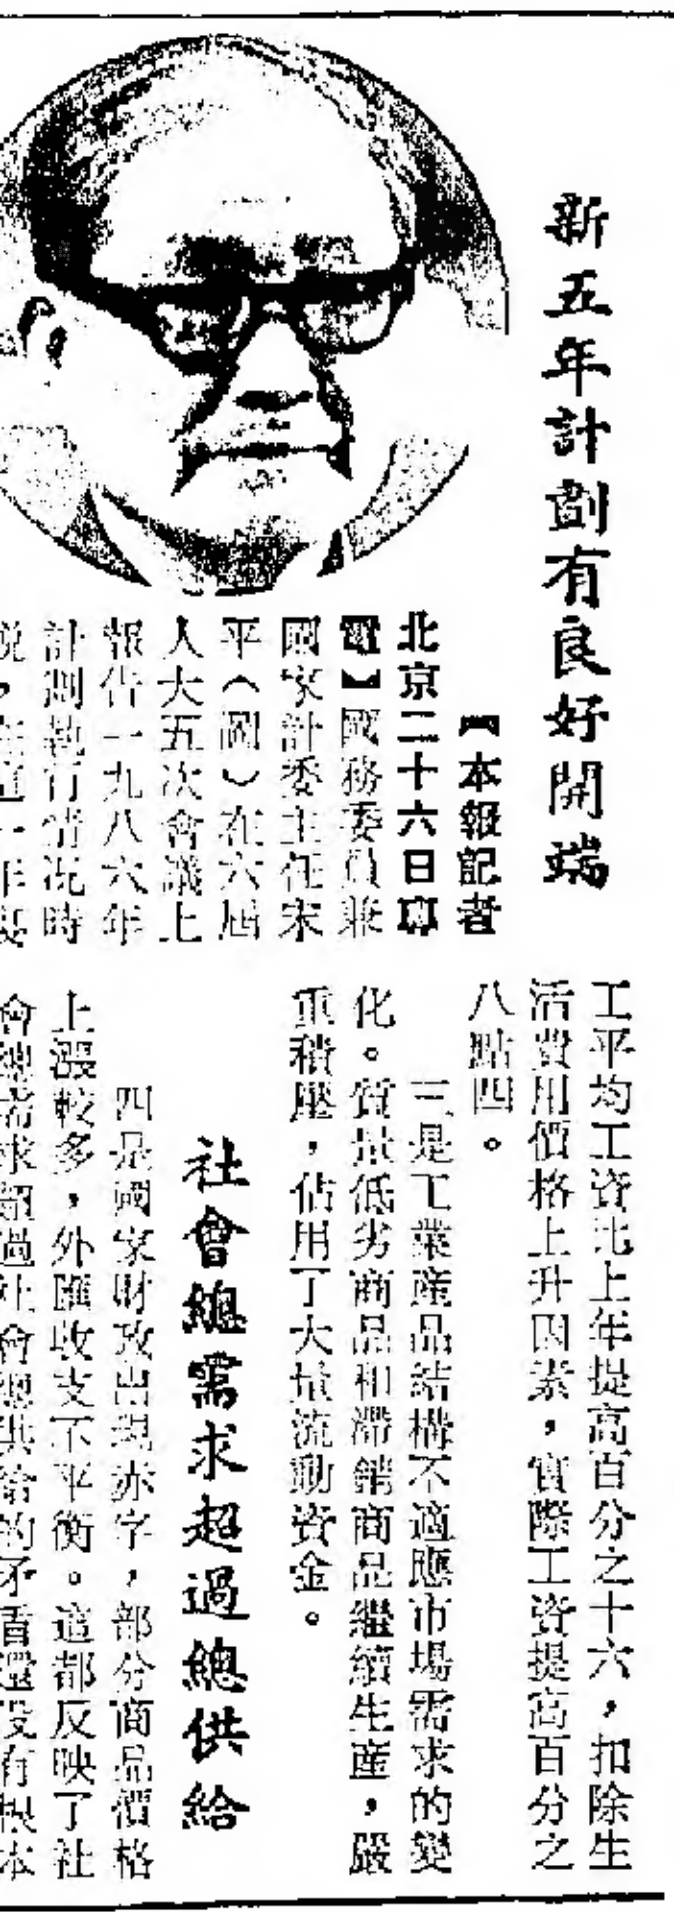 新五年計劃有良好開端
【本報記者
北京二十六日專
電】國務委員兼
國家計委主任宋
平（圖）在六屆
人大五次會議上
報告一九八六年
計劃執行情況時
說，在這一年裏
工平均工資比上年提高百分之十六，扣除生
活費用價格上升因素，實際工資提高百分之
八點四。
三是工業產品結構不適應市場需求的變
化。質量低劣商品和滯銷商品繼續生產，嚴
重積壓，佔用了大量流動資金。
社會總需求超過總供給
四是國家財政出現赤字，部分商品價格
上漲較多，外匯收支不平衡。這都反映了社
會總需求超過社會總供給的矛盾還沒有根本